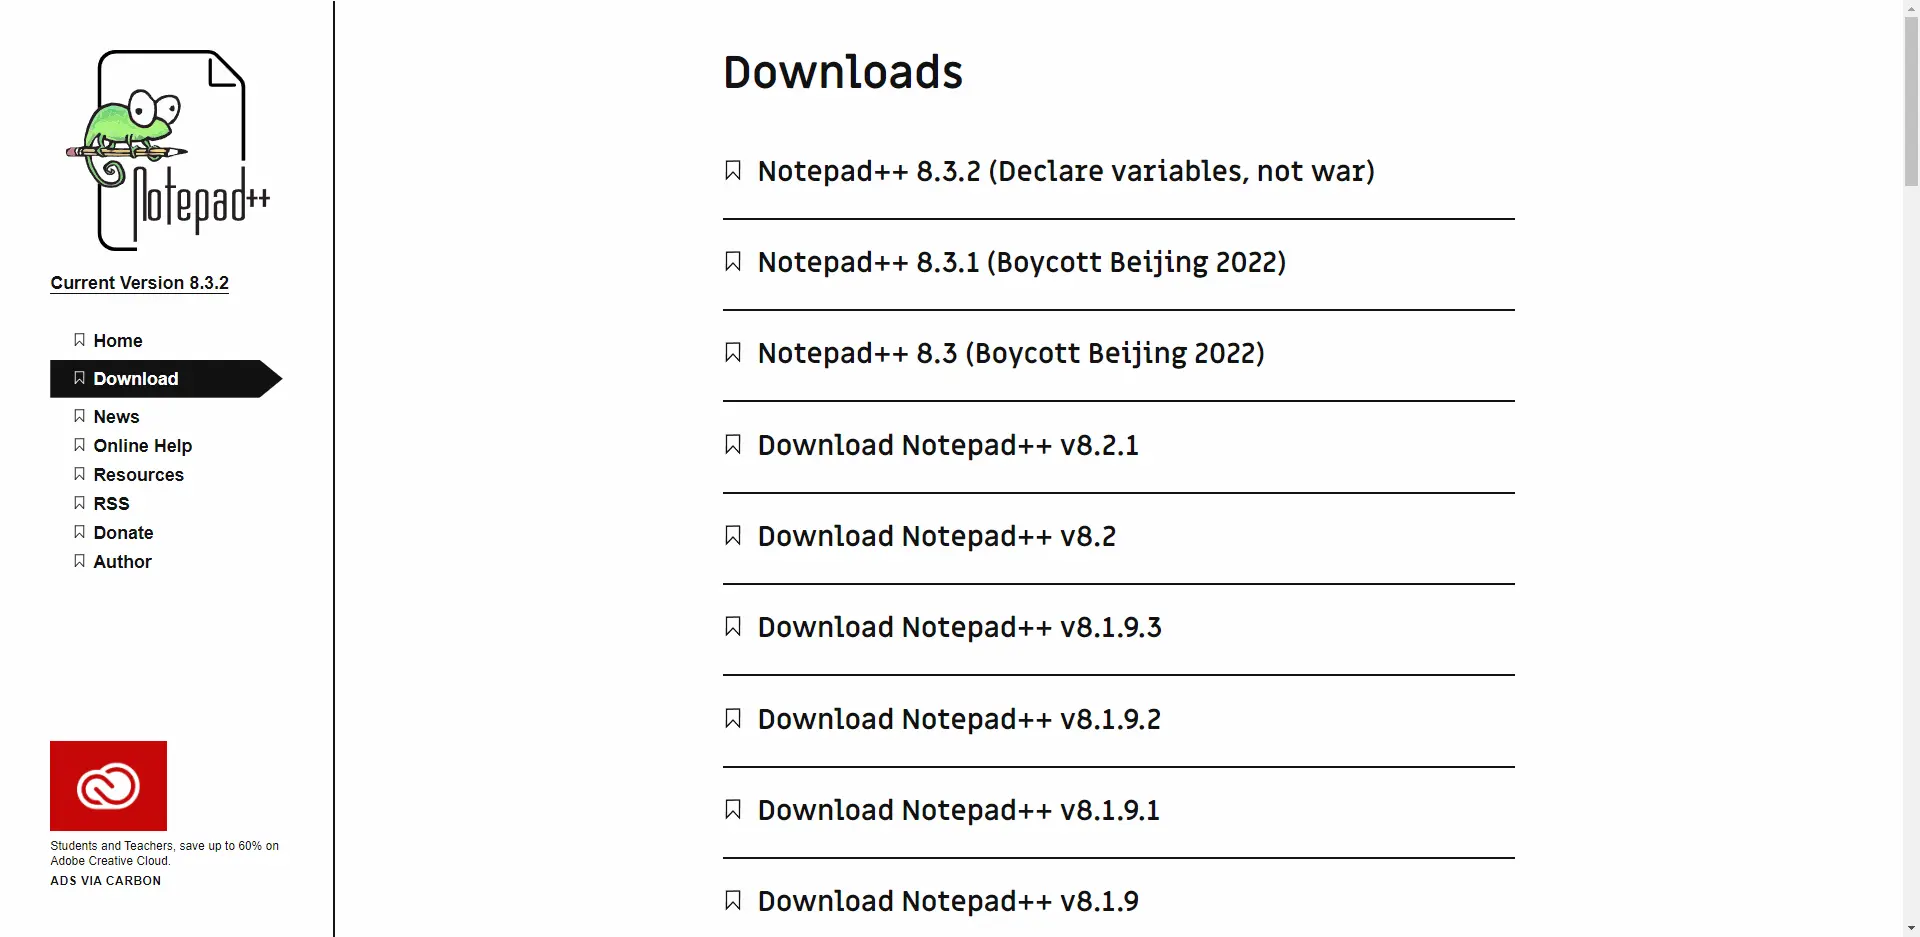 Notepad++
Current Version 8.3.2
Home
Download
News
Online Help
Resources
RSS
Donate
Author
Students and Teachers, save up to 60% on
Adobe Creative Cloud.
ADS VIA CARBON
Downloads
Notepad++ 8.3.2 (Declare variables, not war)
Notepad++ 8.3.1 (Boycott Beijing 2022)
Notepad++ 8.3 (Boycott Beijing 2022)
Download Notepad++ v8.2.1
Download Notepad++ v8.2
Download Notepad++ v8.1.9.3
Download Notepad++ v8.1.9.2
Download Notepad++ v8.1.9.1
Download Notepad++ v8.1.9